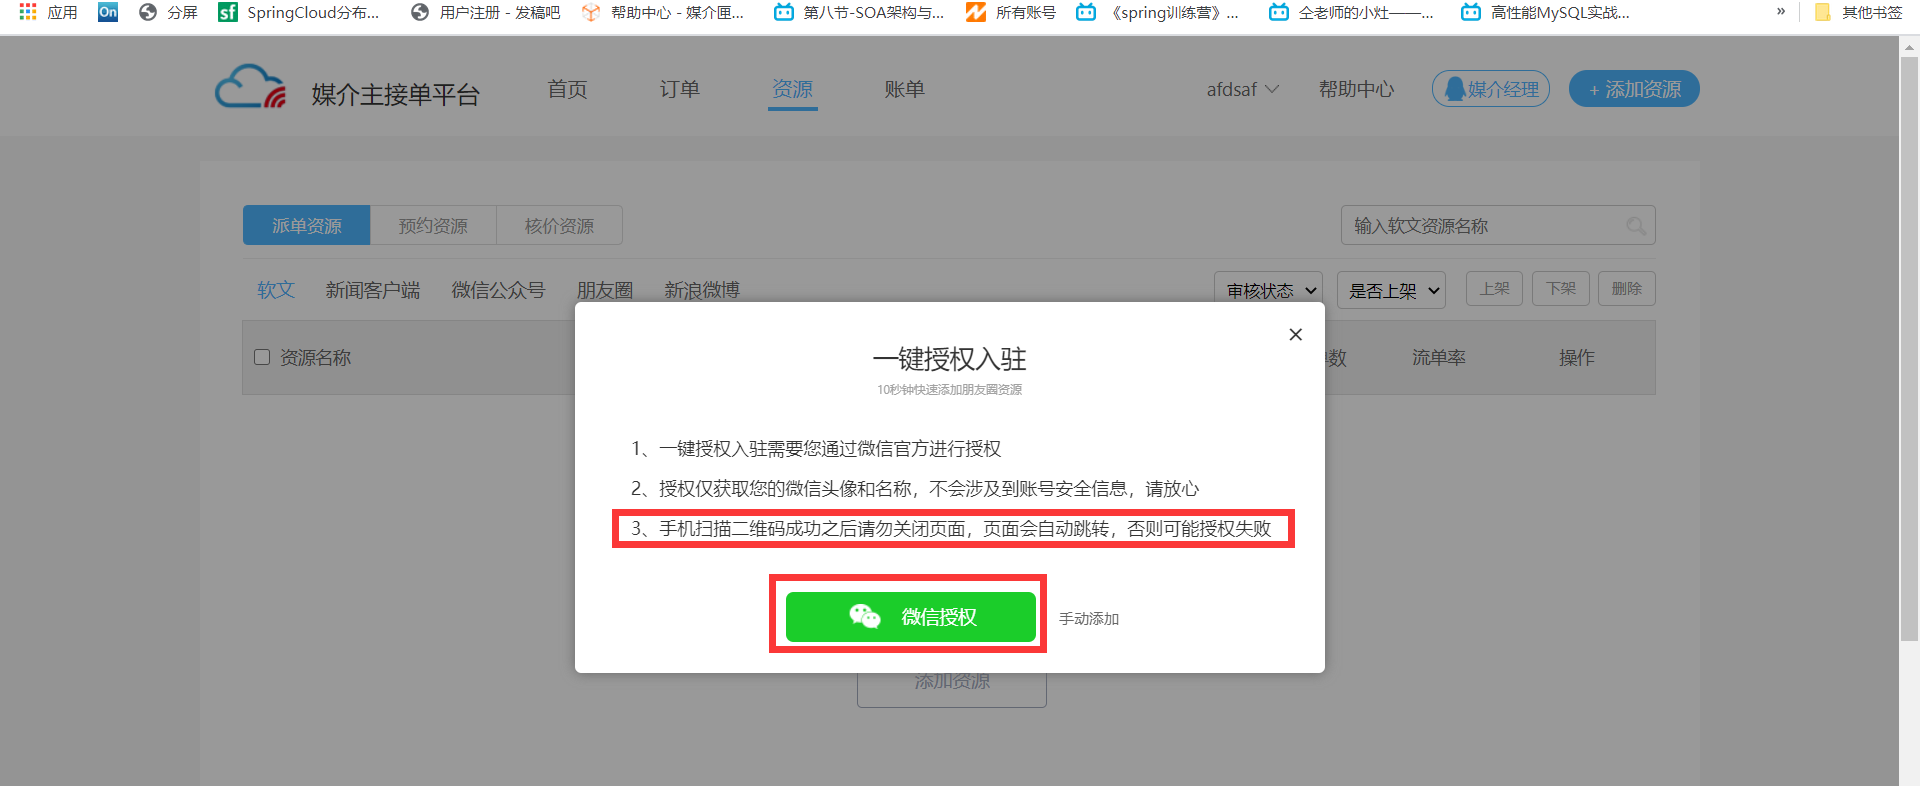 应用 On 分屏 sf SpringCloud分布... 用户注册 - 发稿吧 帮助中心 - 媒介匣... 第八节-SOA架构与... 所有账号 《spring训练营》... 仝老师的小灶——... 高性能MySQL实战... » 其他书签
媒介主接单平台 首页 订单 资源 账单 afdsaf 帮助中心 媒介经理 + 添加资源
派单资源 预约资源 核价资源 输入软文资源名称
软文 新闻客户端 微信公众号 朋友圈 新浪微博 审核状态 是否上架 上架 下架 删除
资源名称 数 流单率 操作
一键授权入驻
10秒钟快速添加朋友圈资源
1、一键授权入驻需要您通过微信官方进行授权
2、授权仅获取您的微信头像和名称，不会涉及到账号安全信息，请放心
3、手机扫描二维码成功之后请勿关闭页面，页面会自动跳转，否则可能授权失败
微信授权 手动添加
添加资源